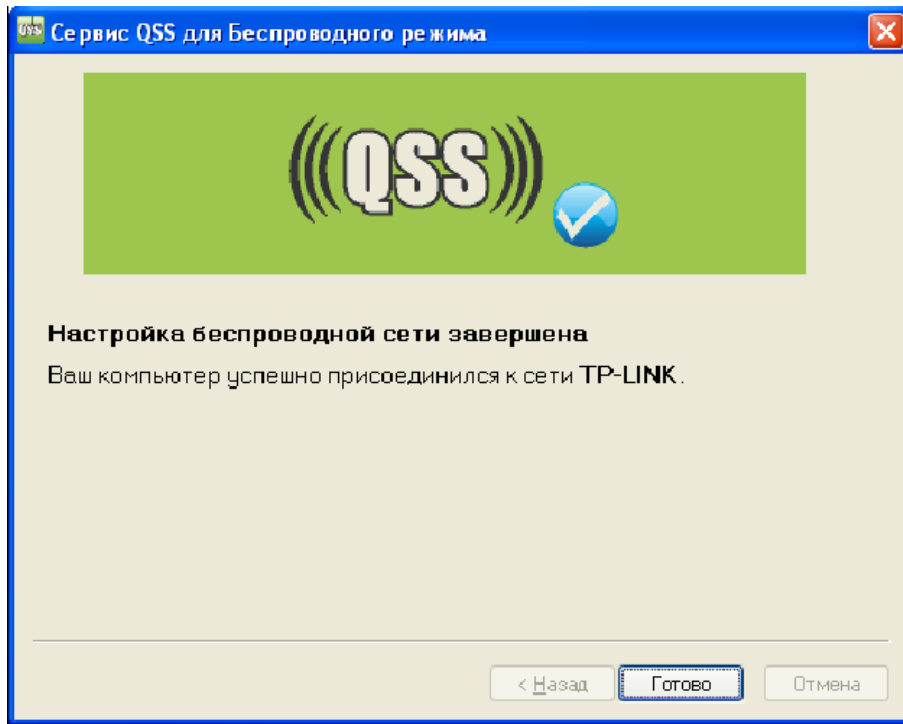 Сервис QSS для Беспроводного режима
(((QSS)))
Настройка беспроводной сети завершена
Ваш компьютер успешно присоединился к сети TP-LINK.
< Назад
Готово
Отмена